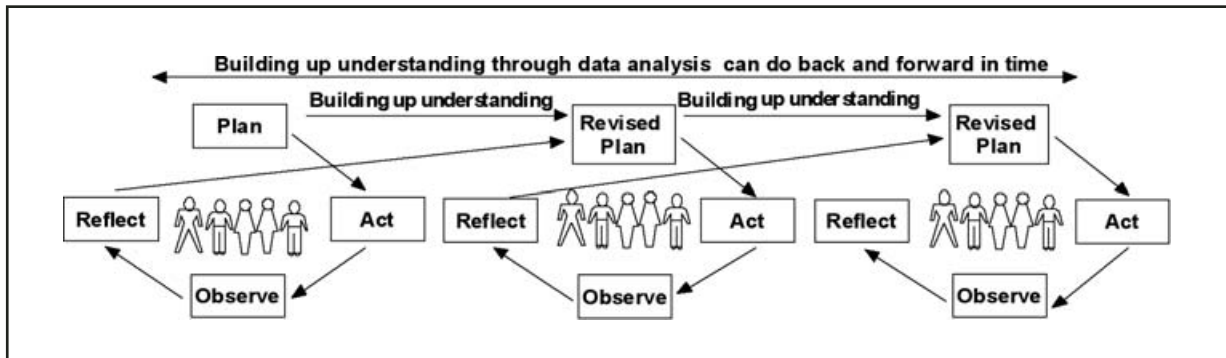 Building up understanding through data analysis can do back and forward in time
Building up understanding
Building up understanding
Plan
Revised
Plan
Revised
Plan
Reflect
Act
Reflect
Act
Reflect
Act
Observe
Observe
Observe